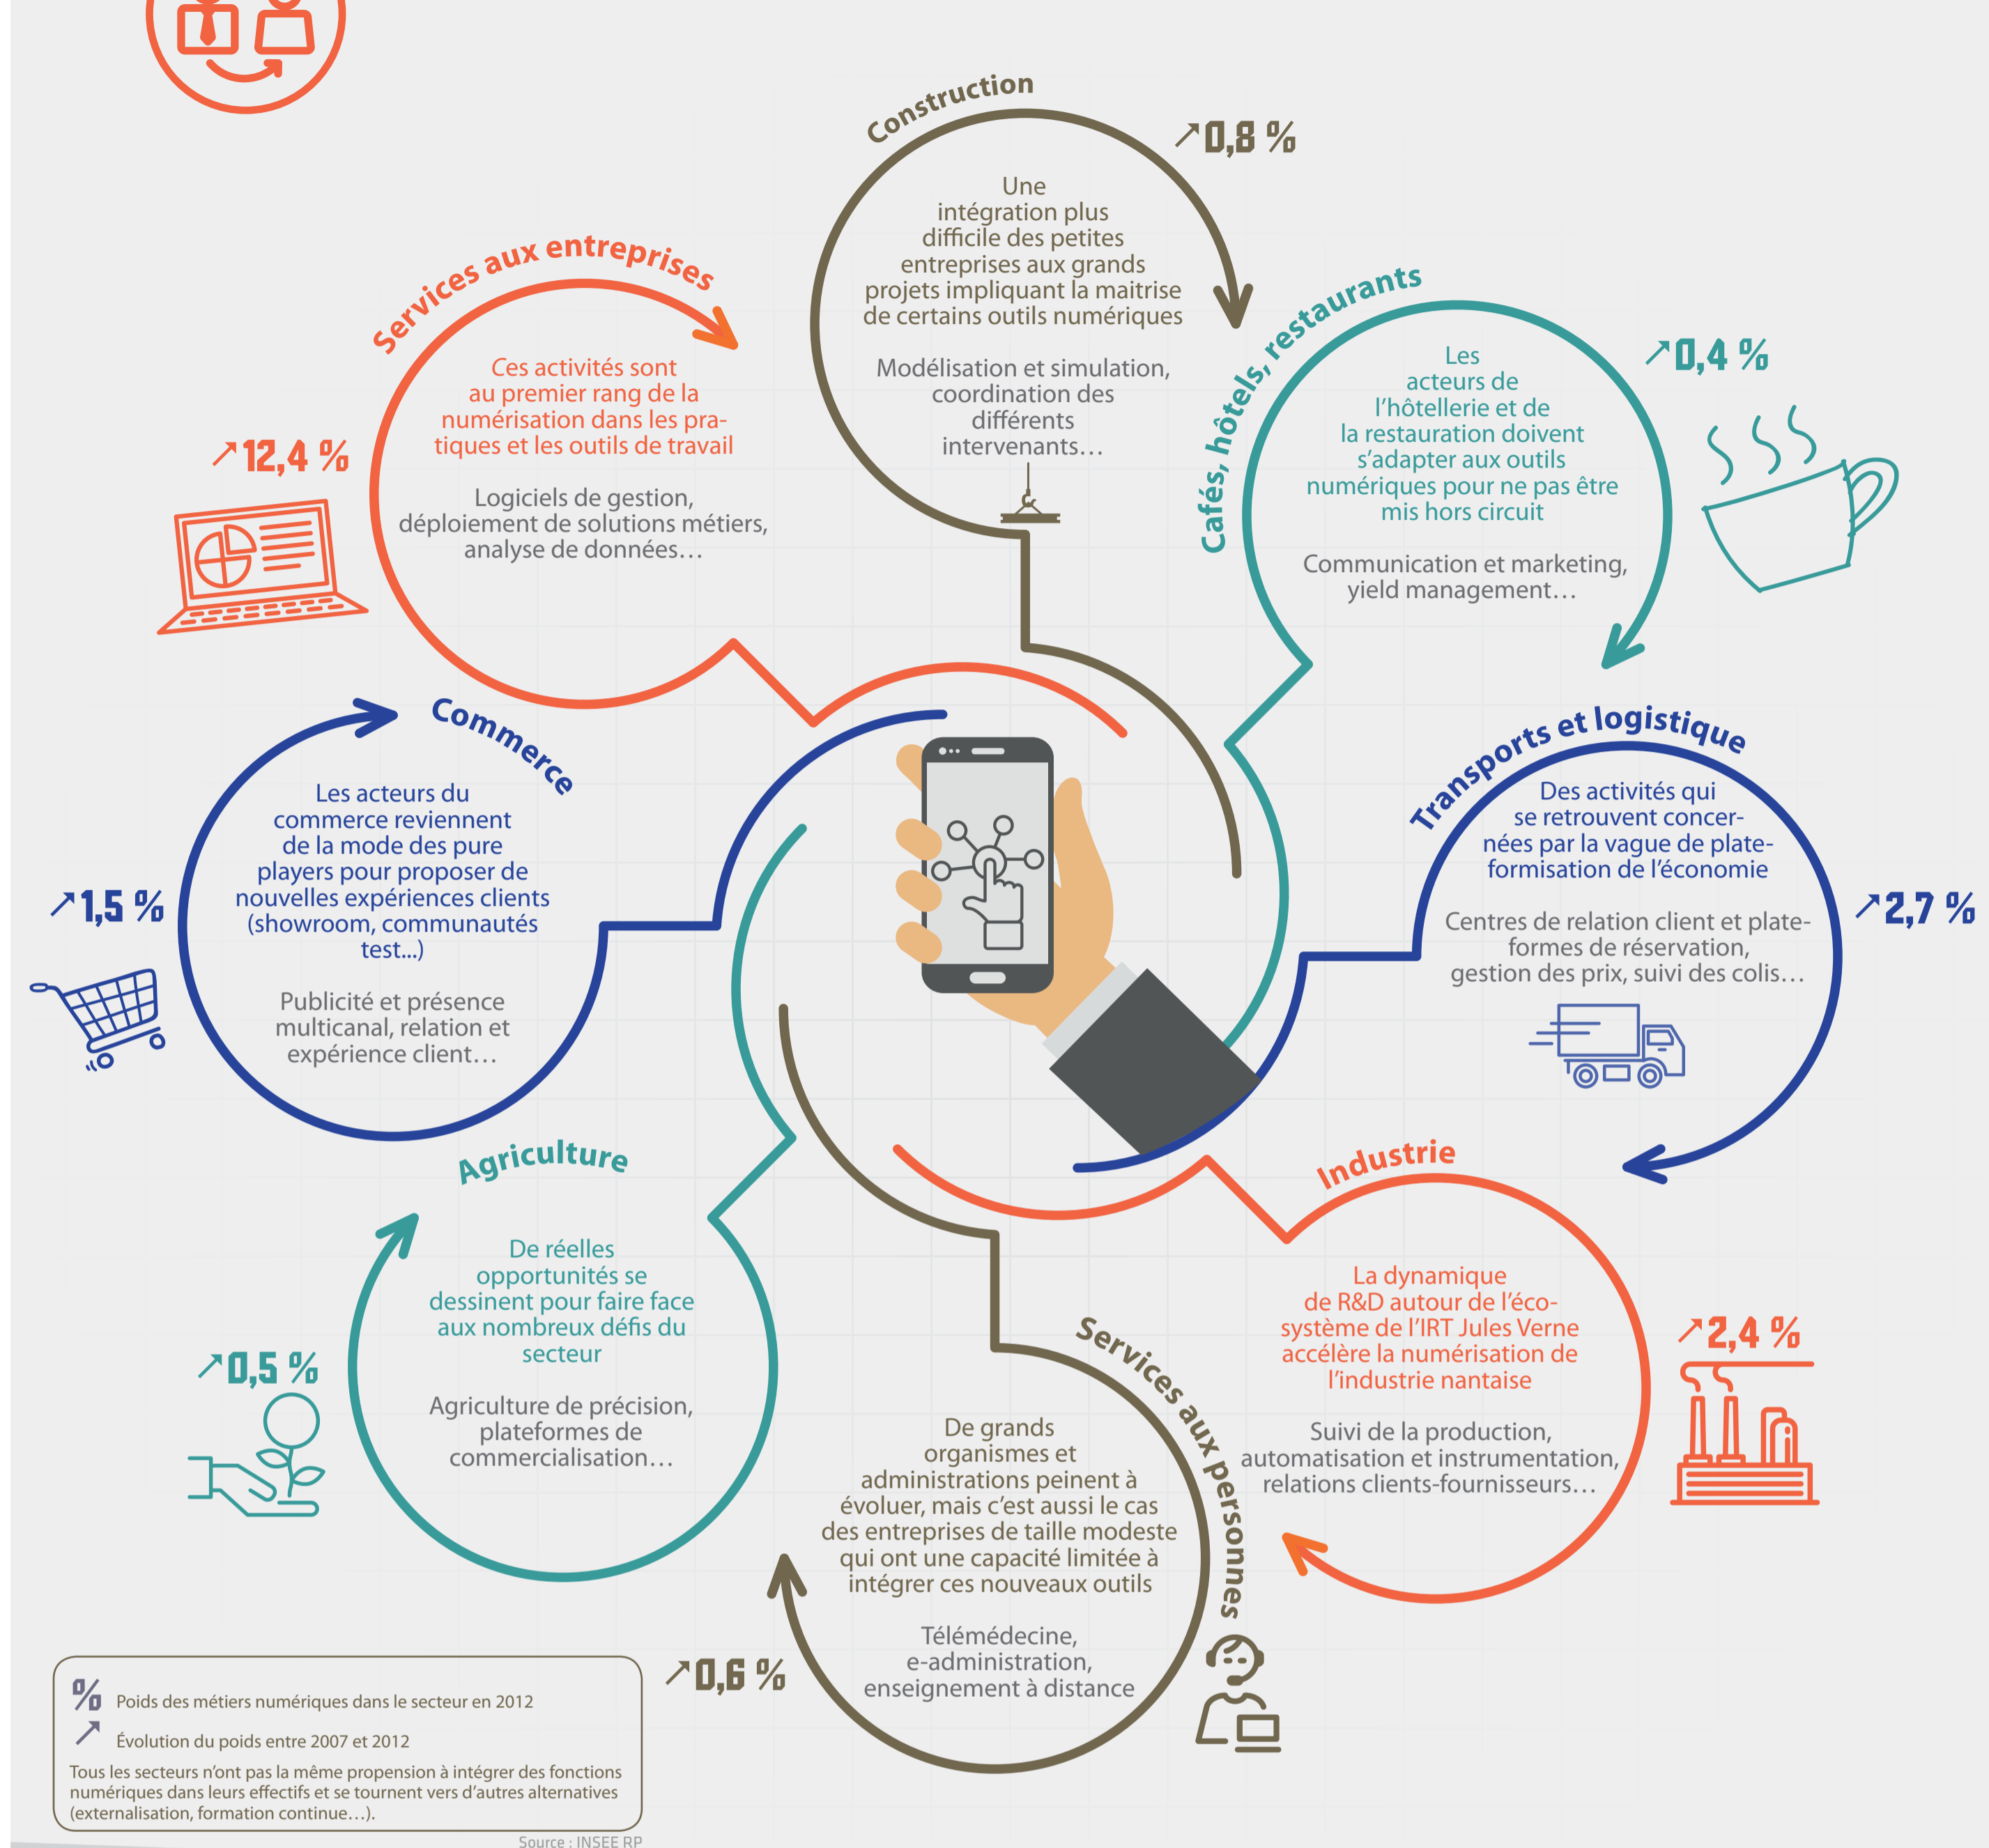 Construction
0,8 %
Une
intégration plus
difficile des petites
entreprises aux grands
projets impliquant la maitrise
de certains outils numériques
Modélisation et simulation,
coordination des
différents
intervenants…
Services aux entreprises
12,4 %
Ces activités sont
au premier rang de la
numérisation dans les pra-
tiques et les outils de travail
Logiciels de gestion,
déploiement de solutions métiers,
analyse de données…
Cafés, hôtels, restaurants
0,4 %
Les
acteurs de
l’hôtellerie et de
la restauration doivent
s’adapter aux outils
numériques pour ne pas être
mis hors circuit
Communication et marketing,
yield management…
Commerce
1,5 %
Les acteurs du
commerce reviennent
de la mode des pure
players pour proposer de
nouvelles expériences clients
(showroom, communautés
test...)
Publicité et présence
multicanal, relation et
expérience client…
Transports et logistique
2,7 %
Des activités qui
se retrouvent concer-
nées par la vague de plate-
formisation de l’économie
Centres de relation client et plate-
formes de réservation,
gestion des prix, suivi des colis…
Agriculture
0,5 %
De réelles
opportunités se
dessinent pour faire face
aux nombreux défis du
secteur
Agriculture de précision,
plateformes de
commercialisation…
Industrie
2,4 %
La dynamique
de R&D autour de l’éco-
système de l’IRT Jules Verne
accélère la numérisation de
l’industrie nantaise
Suivi de la production,
automatisation et instrumentation,
relations clients-fournisseurs…
Services aux personnes
0,6 %
De grands
organismes et
administrations peinent à
évoluer, mais c’est aussi le cas
des entreprises de taille modeste
qui ont une capacité limitée à
intégrer ces nouveaux outils
Télémédecine,
e-administration,
enseignement à distance
% Poids des métiers numériques dans le secteur en 2012
Évolution du poids entre 2007 et 2012
Tous les secteurs n’ont pas la même propension à intégrer des fonctions
numériques dans leurs effectifs et se tournent vers d’autres alternatives
(externalisation, formation continue…).
Source : INSEE RP